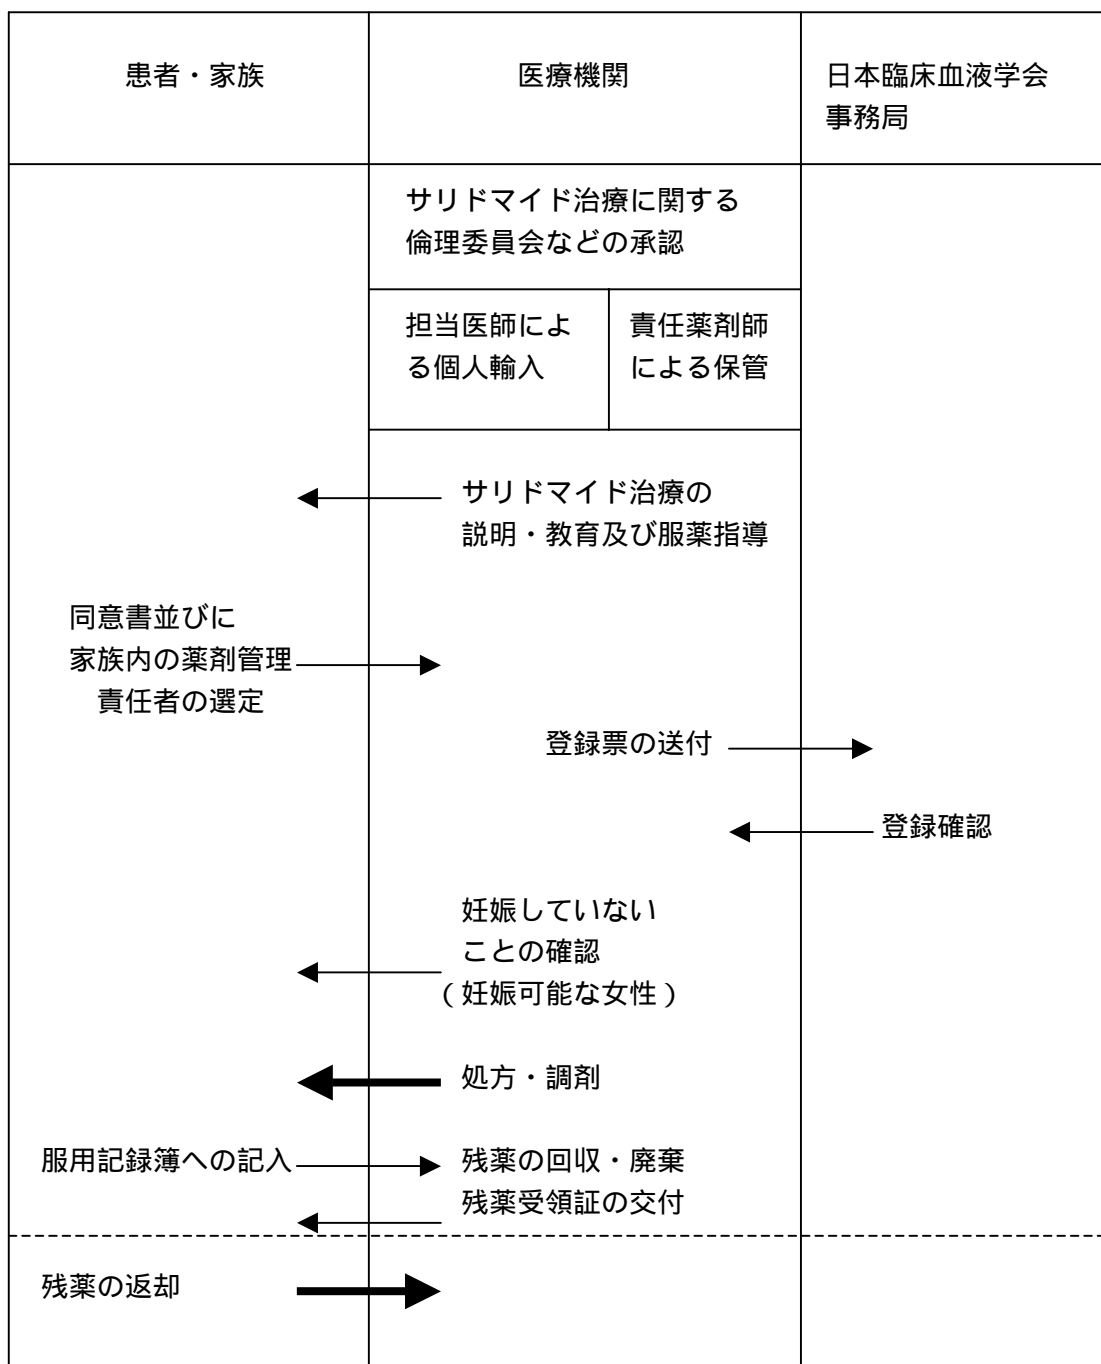 患者・家族
医療機関
日本臨床血液学会
事務局
サリドマイド治療に関する
倫理委員会などの承認
担当医師によ
る個人輸入
責任薬剤師
による保管
サリドマイド治療の
説明・教育及び服薬指導
同意書並びに
家族内の薬剤管理
責任者の選定
登録票の送付
登録確認
妊娠していない
ことの確認
(妊娠可能な女性)
処方・調剤
服用記録簿への記入
残薬の回収・廃棄
残薬受領証の交付
残薬の返却